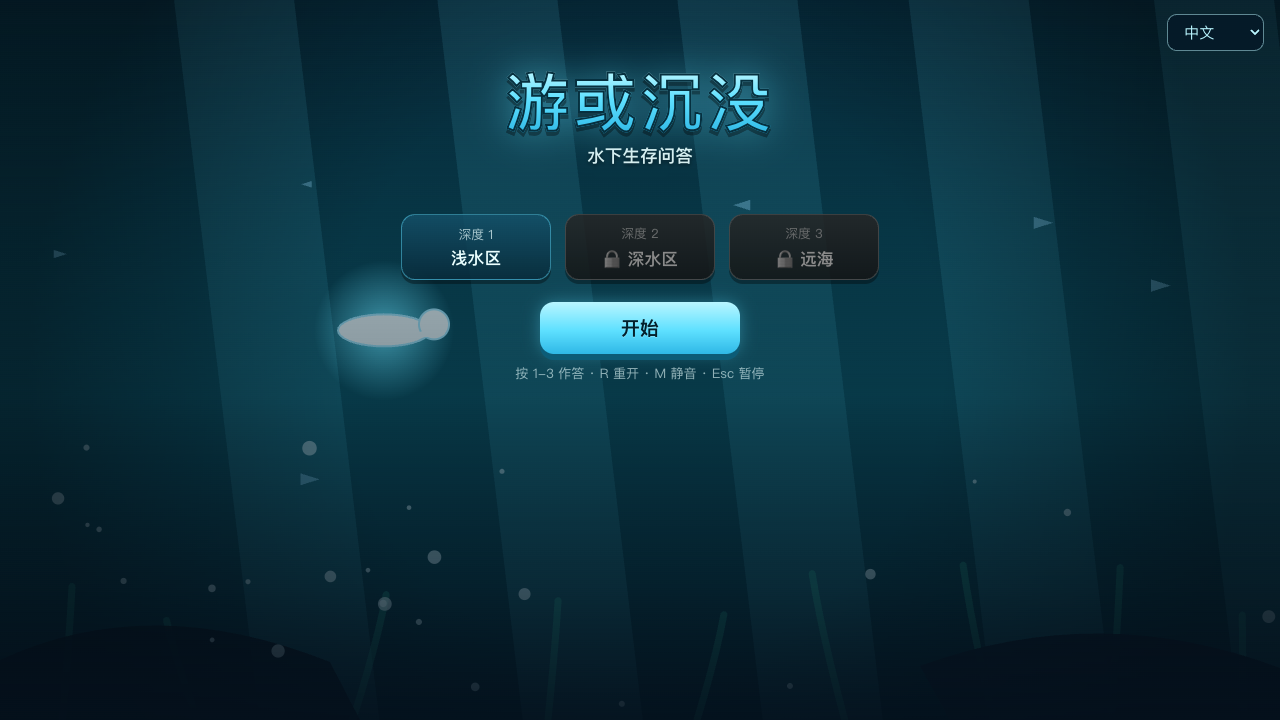 中文
游或沉没
水下生存问答
深度 1
浅水区
深度 2
🔒 深水区
深度 3
🔒 远海
开始
按 1–3 作答 · R 重开 · M 静音 · Esc 暂停